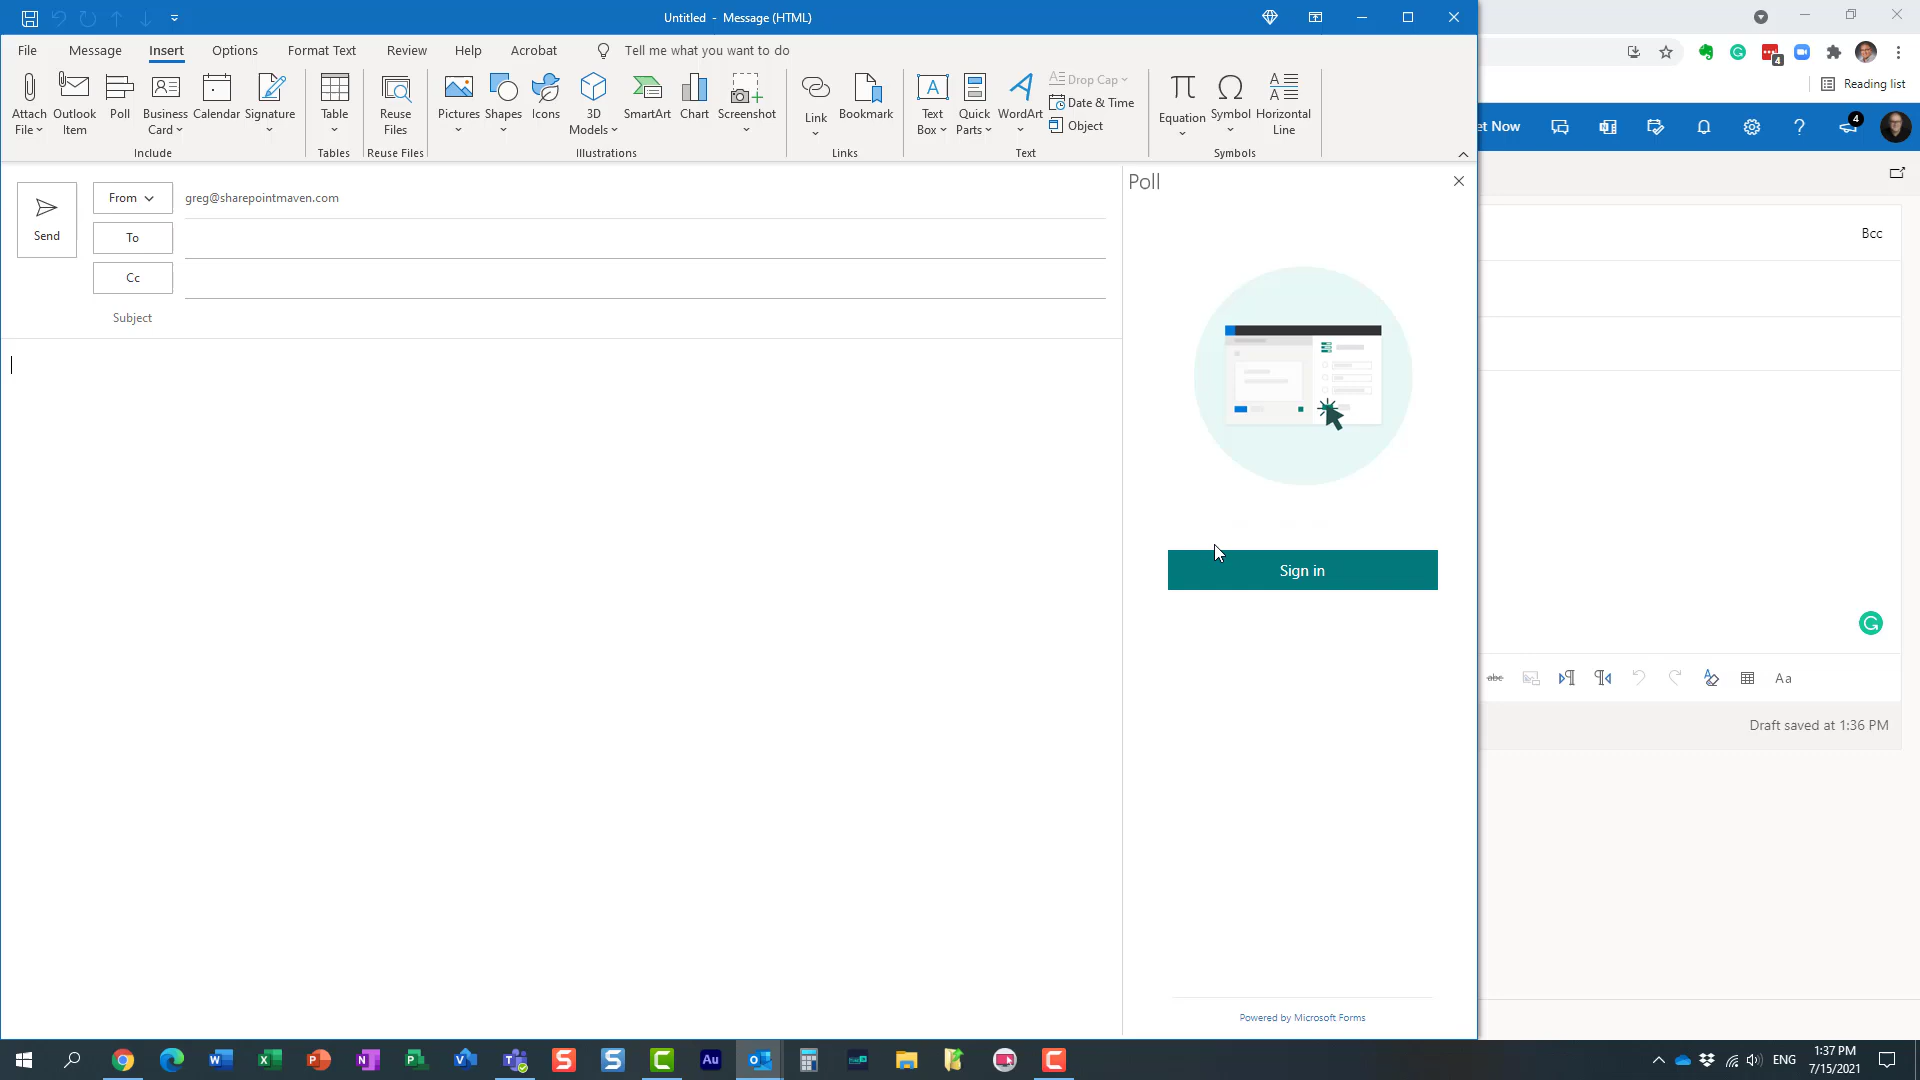 Untitled - Message (HTML)
File Message Insert Options Format Text Review Help Acrobat Tell me what you want to do
4
Reading list
Attach File
Outlook Item
Poll
Business Card
Calendar
Signature
Table
Reuse Files
Pictures
Shapes
Icons
3D Models
SmartArt
Chart
Screenshot
Link
Bookmark
Text Box
Quick Parts
WordArt
Drop Cap
Date & Time
Object
Equation
Symbol
Horizontal Line
Include Tables Reuse Files Illustrations Links Text Symbols
et Now
4
Send
From
greg@sharepointmaven.com
To
Cc
Subject
Poll
Bcc
Sign in
abc
Aa
Draft saved at 1:36 PM
Powered by Microsoft Forms
Au
ENG
1:37 PM
7/15/2021